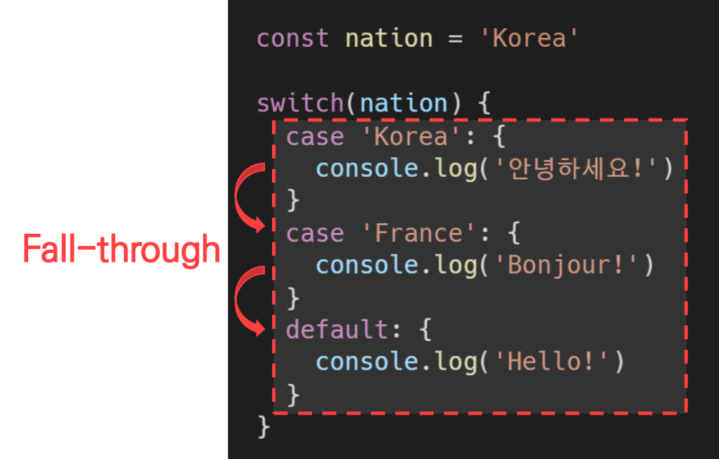 const nation = 'Korea'
switch(nation) {
case 'Korea': {
console.log('안녕하세요!')
}
case 'France': {
console.log('Bonjour!')
}
default: {
console.log('Hello!')
}
}
Fall-through